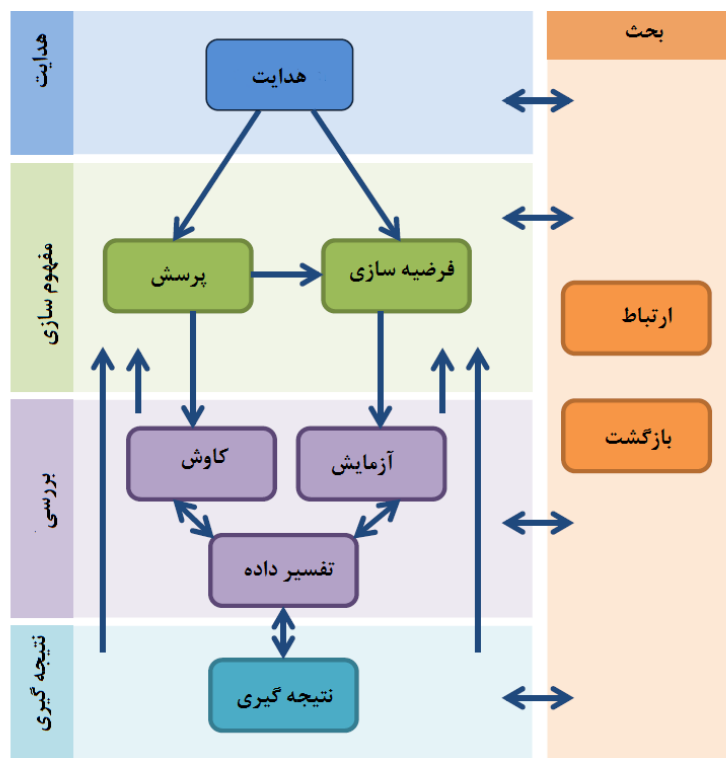 بحث
هدایت
هدایت
مفهوم سازی
فرضیه سازی
پرسش
ارتباط
بازگشت
بررسی
آزمایش
کاوش
تفسیر داده
نتیجه گیری
نتیجه گیری